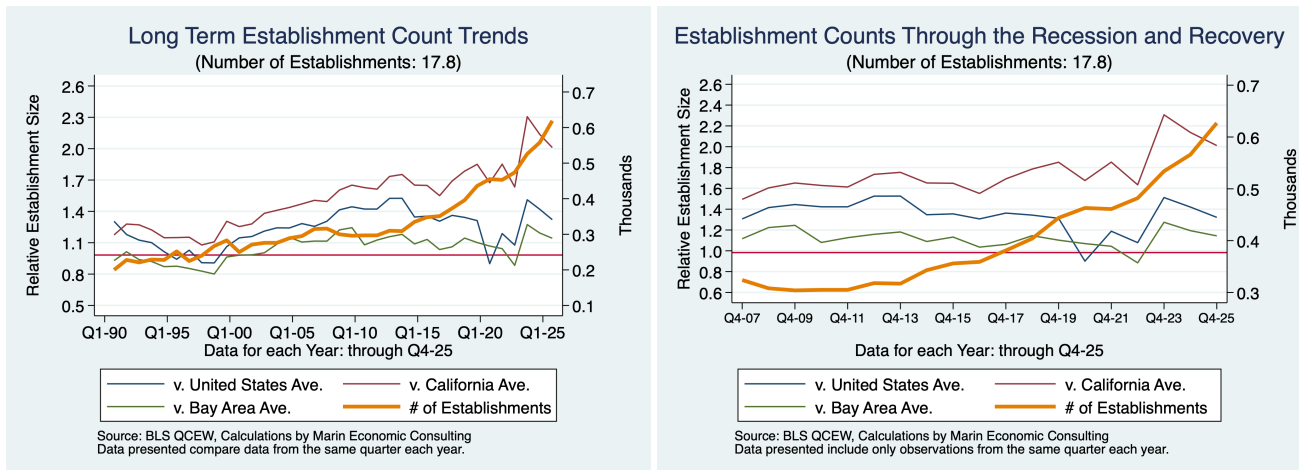 Long Term Establishment Count Trends
(Number of Establishments: 17.8)
Relative Establishment Size
2.6
2.3
2.0
1.7
1.4
1.1
0.8
0.5
0.7
0.6
0.5
0.4
0.3
0.2
0.1
Thousands
Q1-90 Q1-95 Q1-00 Q1-05 Q1-10 Q1-15 Q1-20 Q1-25
Data for each Year: through Q4-25
v. United States Ave. v. California Ave.
v. Bay Area Ave. # of Establishments
Source: BLS QCEW, Calculations by Marin Economic Consulting
Data presented compare data from the same quarter each year.
Establishment Counts Through the Recession and Recovery
(Number of Establishments: 17.8)
Relative Establishment Size
2.6
2.4
2.2
2.0
1.8
1.6
1.4
1.2
1.0
0.8
0.6
0.7
0.6
0.5
0.4
0.3
Thousands
Q4-07 Q4-09 Q4-11 Q4-13 Q4-15 Q4-17 Q4-19 Q4-21 Q4-23 Q4-25
Data for each Year: through Q4-25
v. United States Ave. v. California Ave.
v. Bay Area Ave. # of Establishments
Source: BLS QCEW, Calculations by Marin Economic Consulting
Data presented include only observations from the same quarter each year.